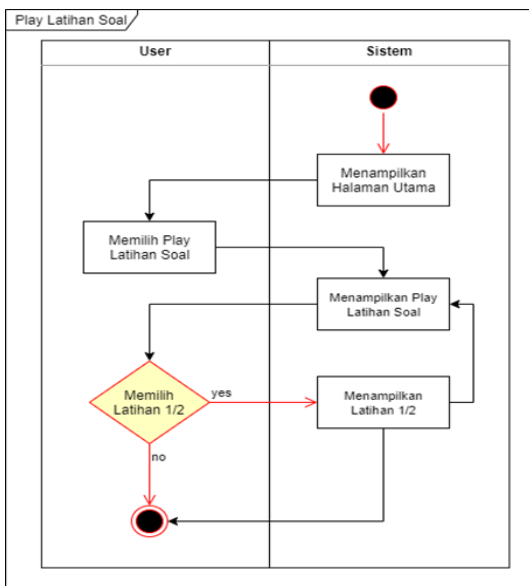 Play Latihan Soal
User
Sistem
Menampilkan
Halaman Utama
Memilih Play
Latihan Soal
Menampilkan Play
Latihan Soal
Memilih
Latihan 1/2
yes
Menampilkan
Latihan 1/2
no